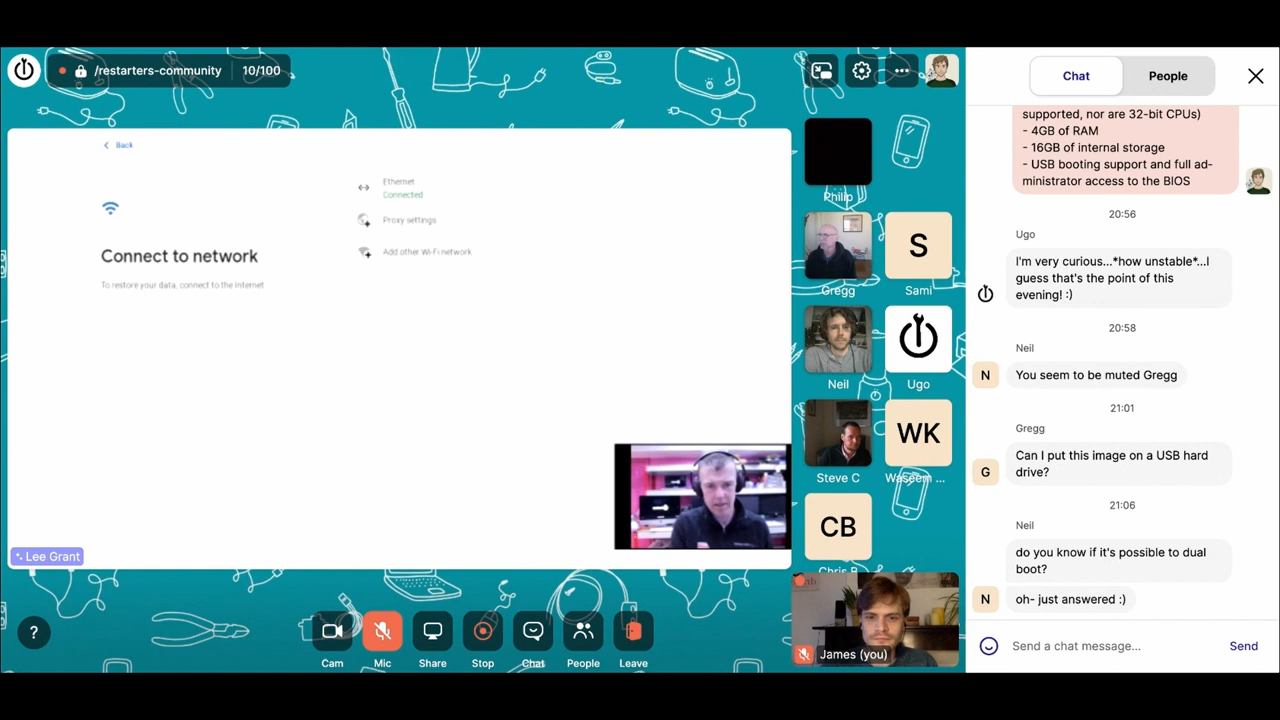 /restarters-community
10/100
Back
Ethernet
Connected
Proxy settings
Add other Wi-Fi network
Connect to network
To restore your data, connect to the Internet
Lee Grant
Philip
Gregg
S
Sami
Neil
Ugo
Steve C
WK
Waseem ...
CB
Chris B
James (you)
?
Cam
Mic
Share
Stop
Chat
People
Leave
Chat
People
supported, nor are 32-bit CPUs)
- 4GB of RAM
- 16GB of internal storage
- USB booting support and full ad-
ministrator access to the BIOS
20:56
Ugo
I'm very curious...*how unstable*...I
guess that's the point of this
evening! :)
20:58
Neil
N
You seem to be muted Gregg
21:01
Gregg
Can I put this image on a USB hard
drive?
G
21:06
Neil
do you know if it's possible to dual
boot?
N
oh- just answered :)
Send a chat message...
Send